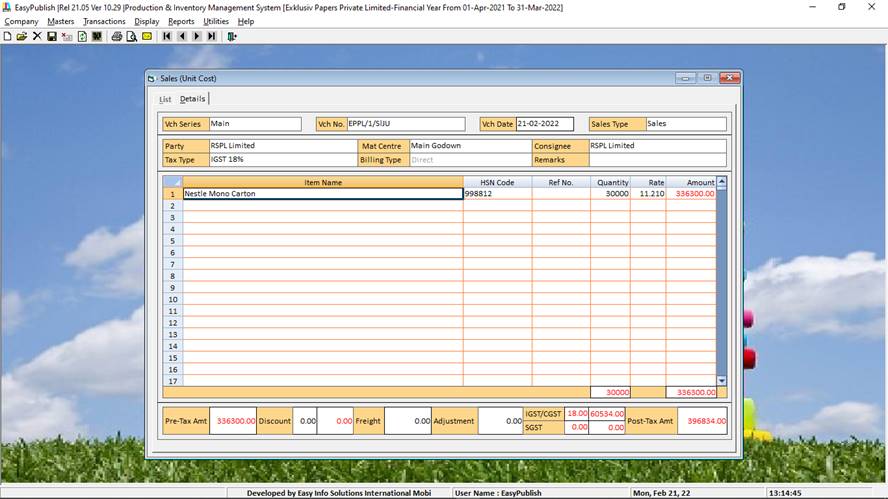 EasyPublish |Rel 21.05 Ver 10.29 |Production & Inventory Management System [Exklusiv Papers Private Limited-Financial Year From 01-Apr-2021 To 31-Mar-2022]
Company Masters Transactions Display Reports Utilities Help
Sales (Unit Cost)
List Details
Vch Series Main Vch No. EPPL/1/SIJU Vch Date 21-02-2022 Sales Type Sales
Party RSPL Limited Mat Centre Main Godown Consignee RSPL Limited
Tax Type IGST 18% Billing Type Direct Remarks
Item Name HSN Code Ref No. Quantity Rate Amount
1 Nestle Mono Carton 998812 30000 11.210 336300.00
2
3
4
5
6
7
8
9
10
11
12
13
14
15
16
17
30000 336300.00
Pre-Tax Amt 336300.00 Discount 0.00 0.00 Freight 0.00 Adjustment 0.00 IGST/CGST 18.00 60534.00 Post-Tax Amt 396834.00
SGST 0.00 0.00
Developed by Easy Info Solutions International Mobi User Name : EasyPublish Mon, Feb 21, 22 13:14:45